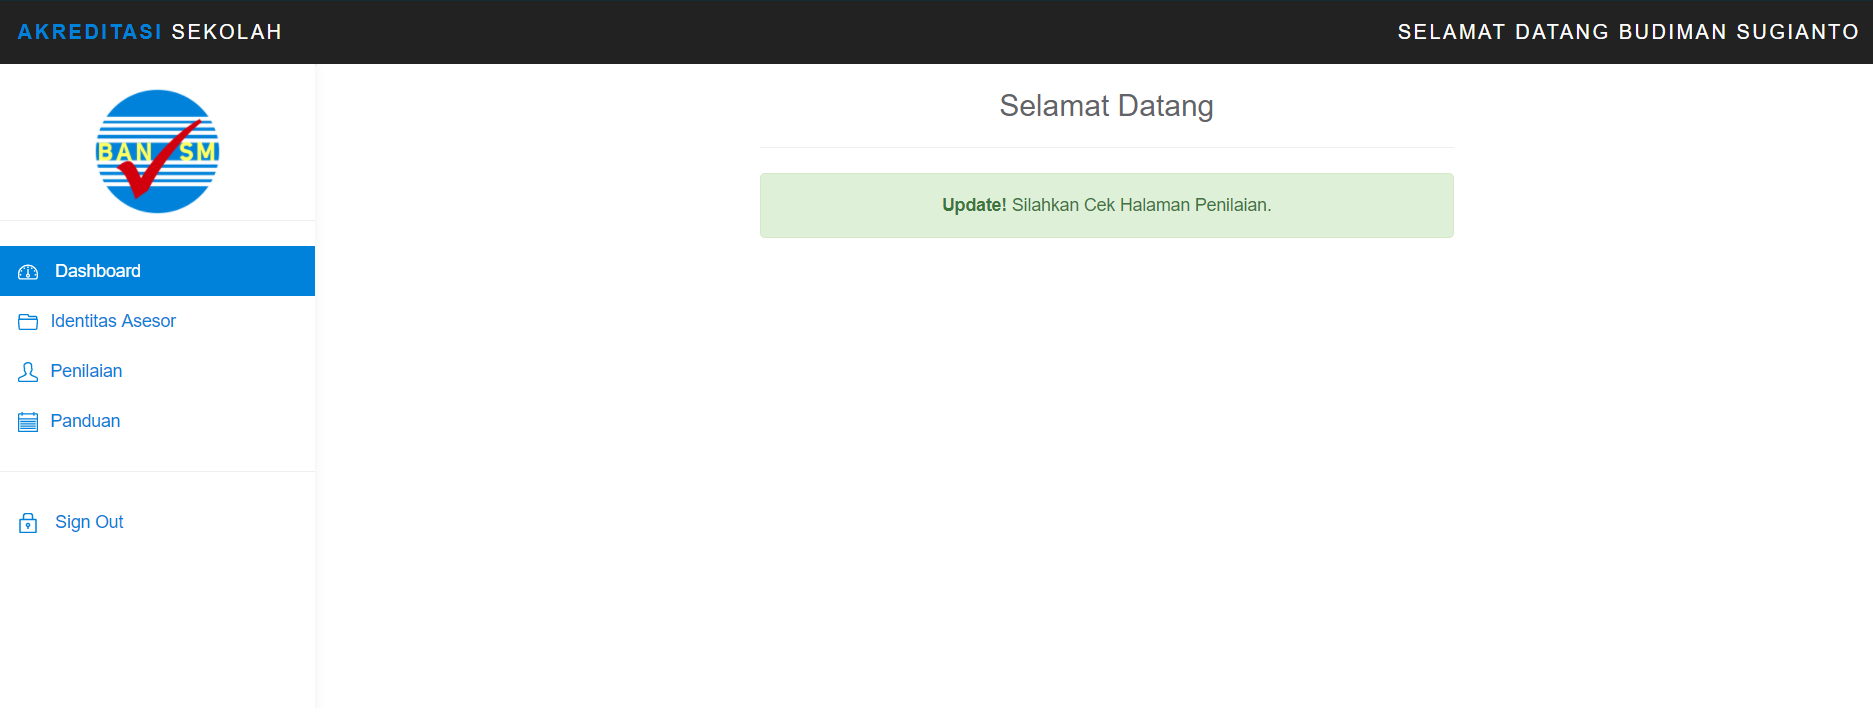 AKREDITASI SEKOLAH
SELAMAT DATANG BUDIMAN SUGIANTO
BAN SM
Dashboard
Identitas Asesor
Penilaian
Panduan
Sign Out
Selamat Datang
Update! Silahkan Cek Halaman Penilaian.